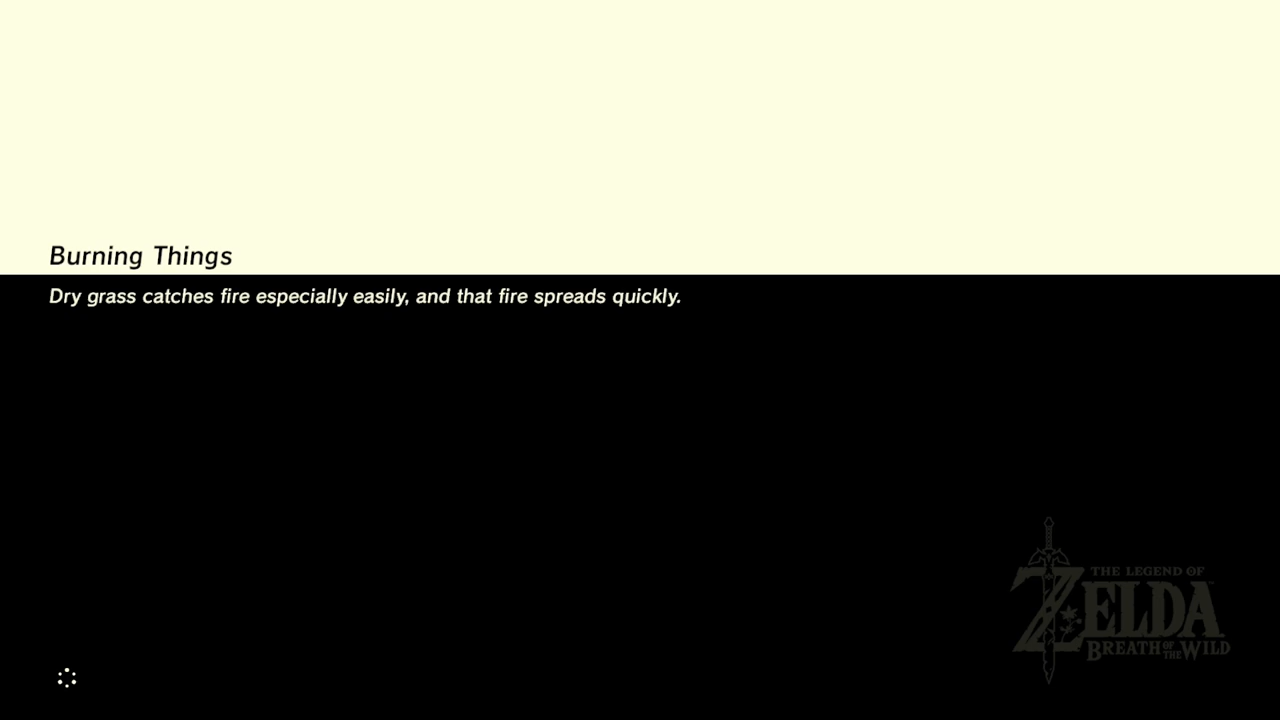 Burning Things
Dry grass catches fire especially easily, and that fire spreads quickly.
THE LEGEND OF
ZELDA
BREATH OF THE WILD